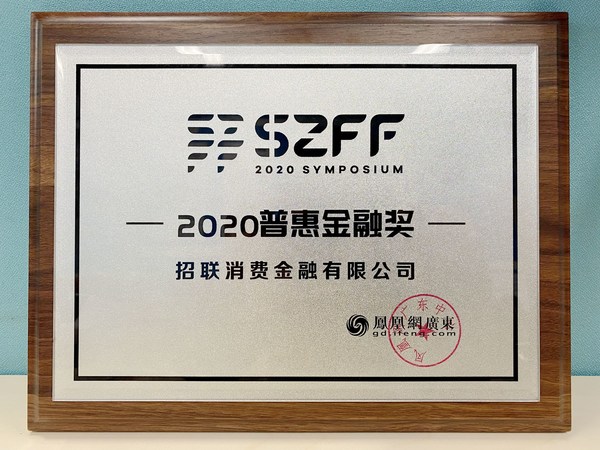 SZFF
2020 SYMPOSIUM
2020普惠金融奖
招联消费金融有限公司
鳳凰網廣東
gd.ifeng.com